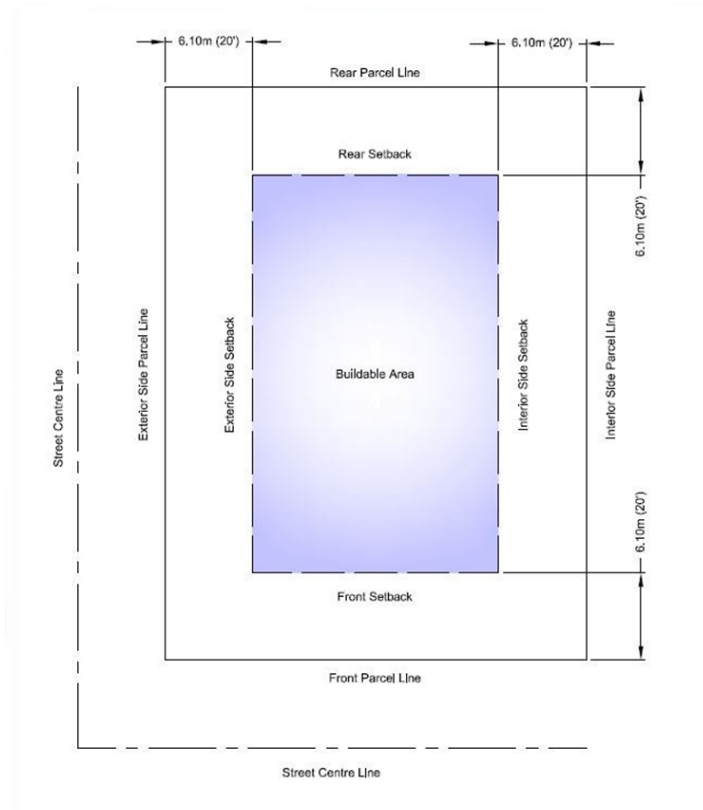 6.10m (20')
6.10m (20')
Rear Parcel Line
Rear Setback
6.10m (20')
Exterior Side Parcel Line
Exterior Side Setback
Interior Side Setback
Interior Side Parcel Line
Street Centre Line
Buildable Area
6.10m (20')
Front Setback
Front Parcel Line
Street Centre Line